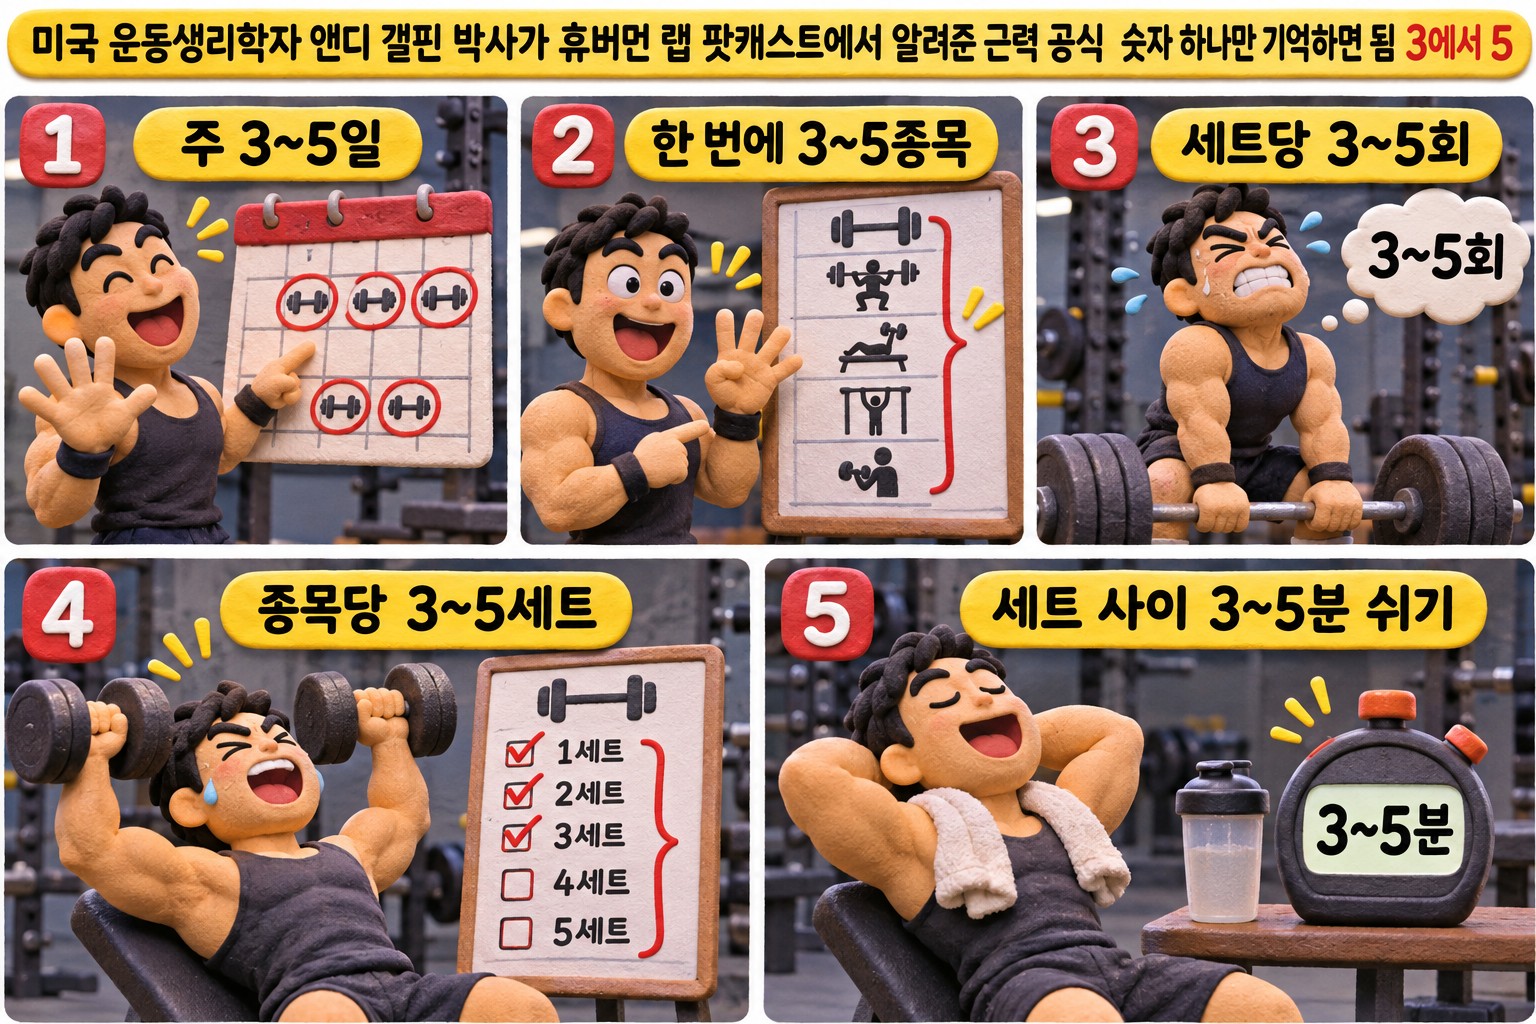 미국 운동생리학자 앤디 갤핀 박사가 휴버먼 랩 팟캐스트에서 알려준 근력 공식 숫자 하나만 기억하면 됨 3에서 5
1
주 3~5일
2
한 번에 3~5종목
3
세트당 3~5회
3~5회
4
종목당 3~5세트
1세트
2세트
3세트
4세트
5세트
5
세트 사이 3~5분 쉬기
3~5분